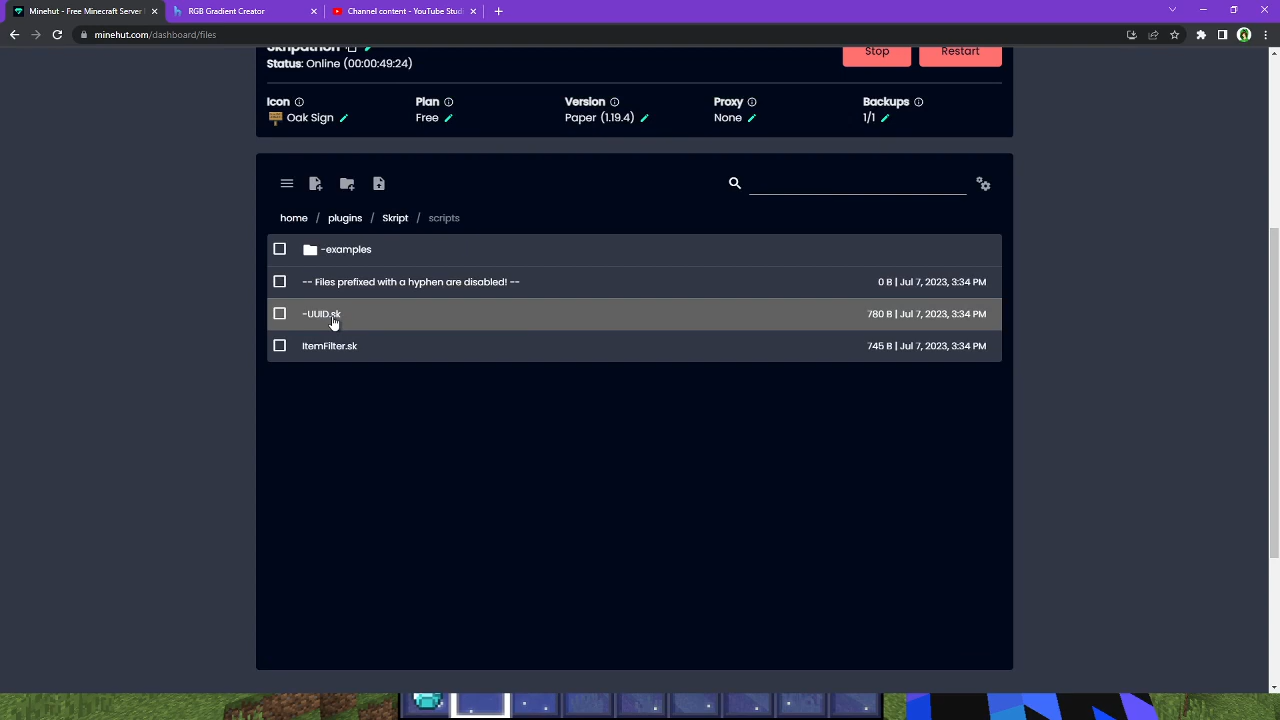 Minehut - Free Minecraft Server
RGB Gradient Creator
Channel content - YouTube Studi
minehut.com/dashboard/files
Skripathon
Stop
Restart
Status: Online (00:00:49:24)
Icon
Plan
Version
Proxy
Backups
Oak Sign
Free
Paper (1.19.4)
None
1/1
home / plugins / Skript / scripts
-examples
-- Files prefixed with a hyphen are disabled! -- 0 B | Jul 7, 2023, 3:34 PM
-UUID.sk 780 B | Jul 7, 2023, 3:34 PM
ItemFilter.sk 745 B | Jul 7, 2023, 3:34 PM